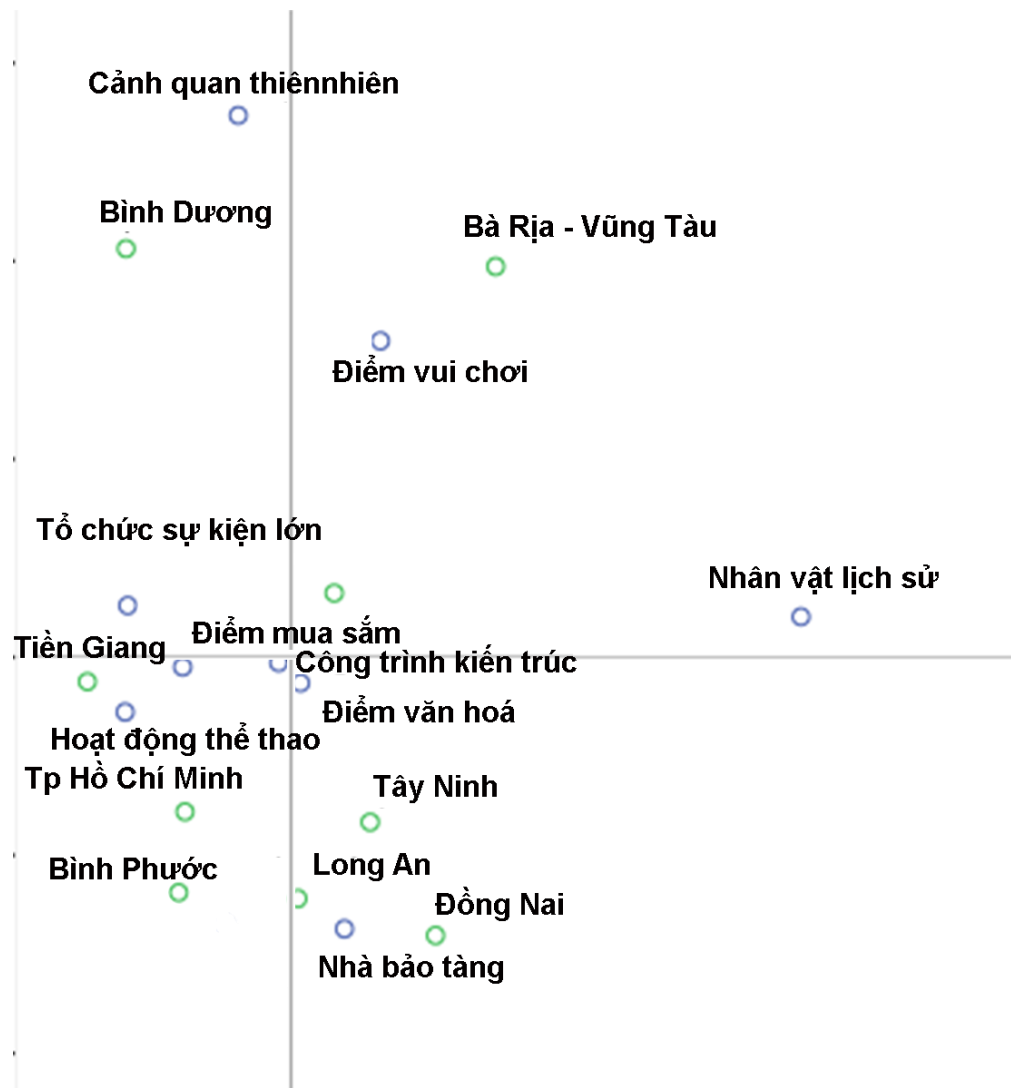 Cảnh quan thiênnhiên
Bình Dương
Bà Rịa - Vũng Tàu
Điểm vui chơi
Tổ chức sự kiện lớn
Nhân vật lịch sử
Điểm mua sắm
Tiền Giang
Công trình kiến trúc
Điểm văn hoá
Hoạt động thể thao
Tp Hồ Chí Minh
Tây Ninh
Bình Phước
Long An
Đồng Nai
Nhà bảo tàng